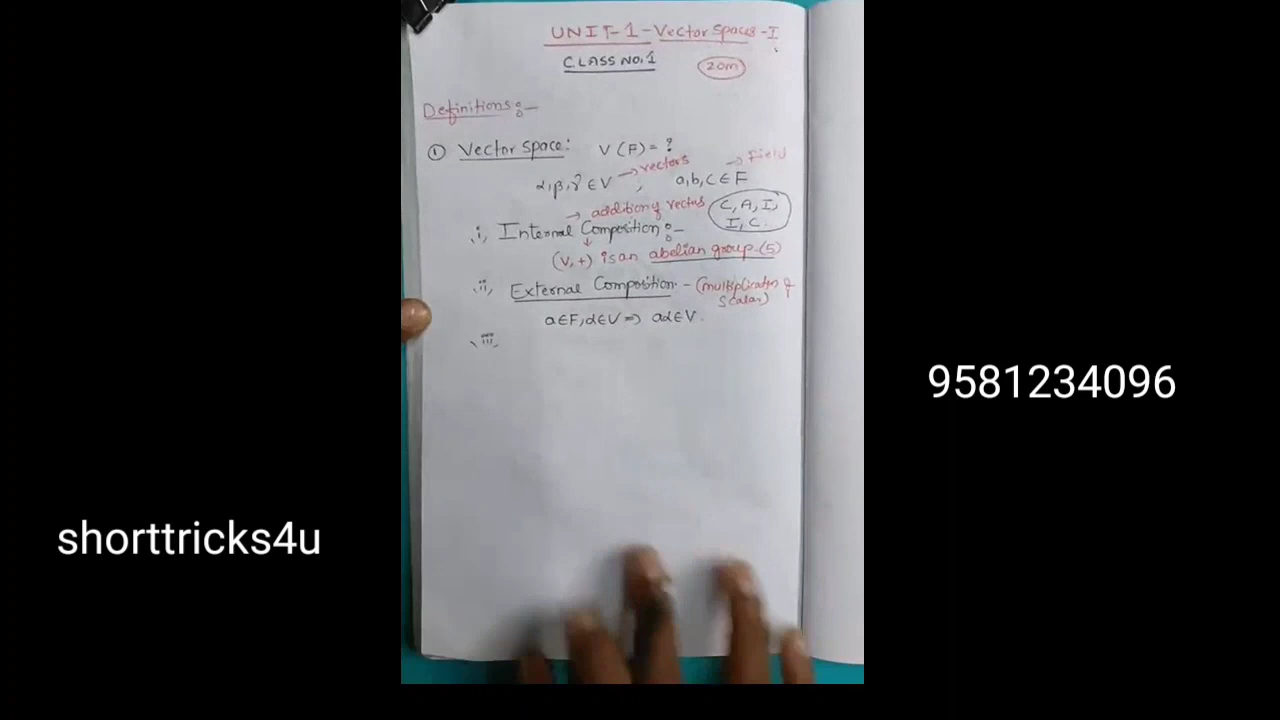 UNIT-1-Vector Spaces-I
CLASS NO.1
20m
Definitions:-
① Vector space: V(F)=?
→ vectors → Field
α,β,γ∈V , a,b,c∈F
→ addition of vectors
C, A, I,
I, C.
i, Internal Composition:-
↓
(V,+) is an abelian group.(5)
ii, External Composition - (multiplication of
scalar)
a∈F,α∈V⇒ aα∈V.
iii,
9581234096
shorttricks4u